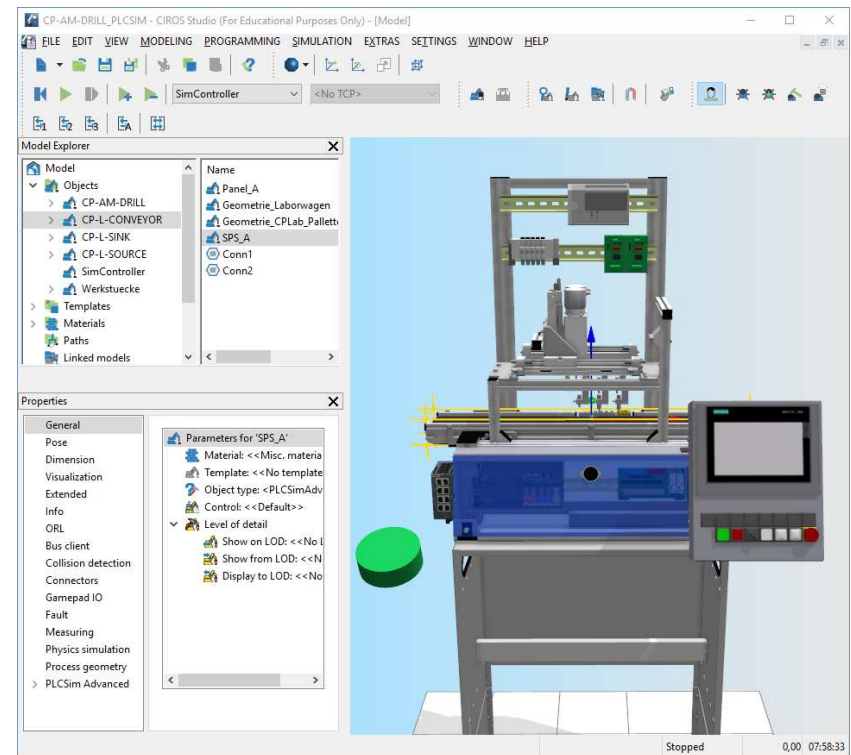 CP-AM-DRILL_PLCSIM - CIROS Studio (For Educational Purposes Only) - [Model]
FILE EDIT VIEW MODELING PROGRAMMING SIMULATION EXTRAS SETTINGS WINDOW HELP
SimController <No TCP>
1 2 3 A
Model Explorer
Model
Objects
CP-AM-DRILL
CP-L-CONVEYOR
CP-L-SINK
CP-L-SOURCE
SimController
Werkstuecke
Templates
Materials
Paths
Linked models
Name
Panel_A
Geometrie_Laborwagen
Geometrie_CPLab_Pallett
SPS_A
Conn1
Conn2
Properties
General
Pose
Dimension
Visualization
Extended
Info
ORL
Bus client
Collision detection
Connectors
Gamepad IO
Fault
Measuring
Physics simulation
Process geometry
PLCSim Advanced
Parameters for 'SPS_A'
Material: <<Misc. materia
Template: <<No template
Object type: <PLCSimAdv
Control: <<Default>>
Level of detail
Show on LOD: <<No L
Show from LOD: <<N
Display to LOD: <<No
Stopped 0,00 07:58:33